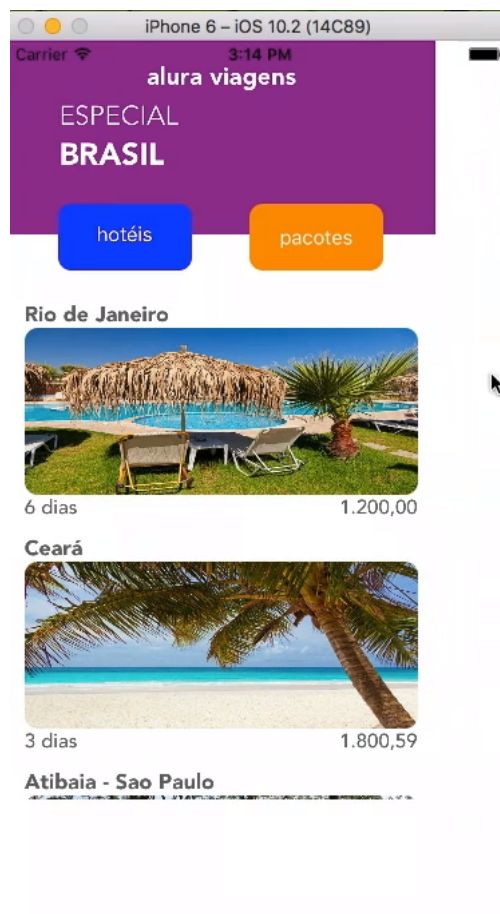 iPhone 6 – iOS 10.2 (14C89)
Carrier 3:14 PM
alura viagens
ESPECIAL
BRASIL
hotéis pacotes
Rio de Janeiro
6 dias 1.200,00
Ceará
3 dias 1.800,59
Atibaia - Sao Paulo